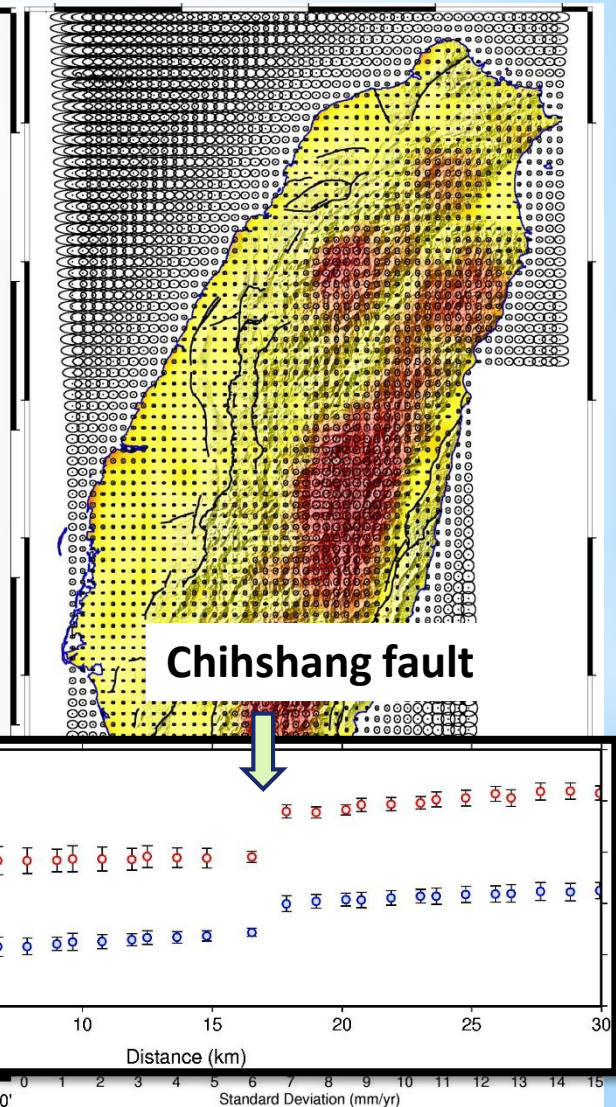 Chihshang fault
10 15 20 25 30
Distance (km)
0 1 2 3 4 5 6 7 8 9 10 11 12 13 14 15
0'
Standard Deviation (mm/yr)